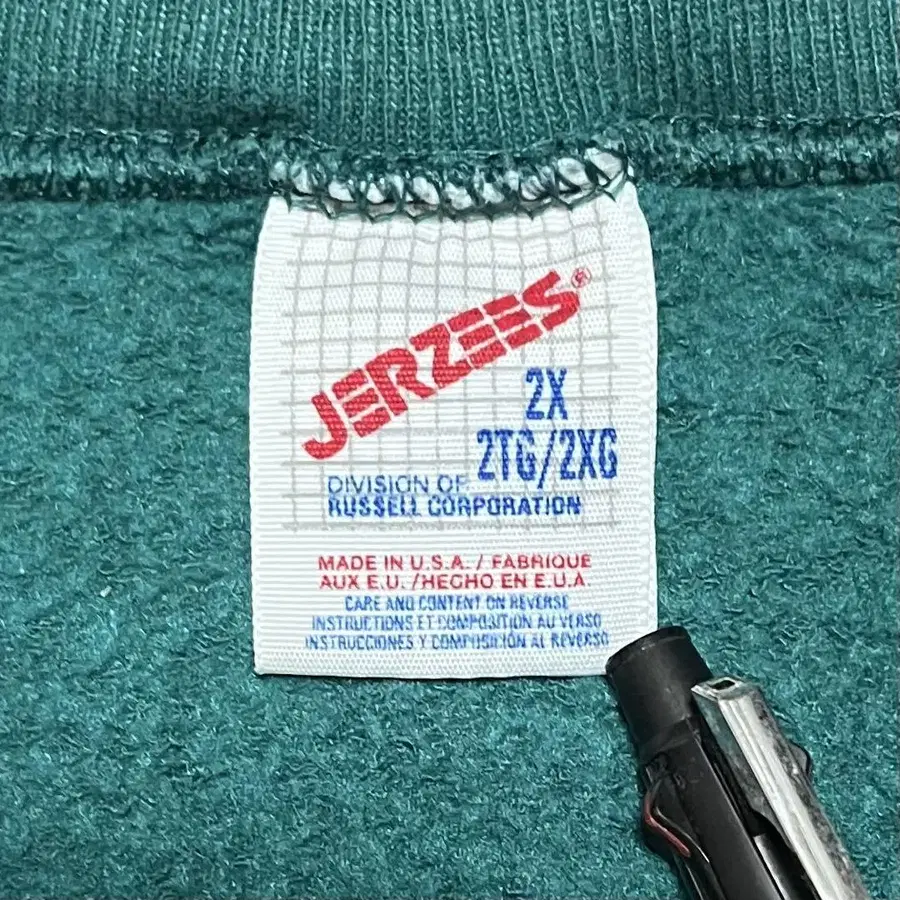 JERZEES®
2X
2TG/2XG
DIVISION OF
RUSSELL CORPORATION
MADE IN U.S.A. / FABRIQUE
AUX E.U. /HECHO EN E.U.A.
CARE AND CONTENT ON REVERSE
INSTRUCTIONS ET COMPOSITION AU VERSO
INSTRUCCIONES Y COMPOSICIÓN AL REVERSO